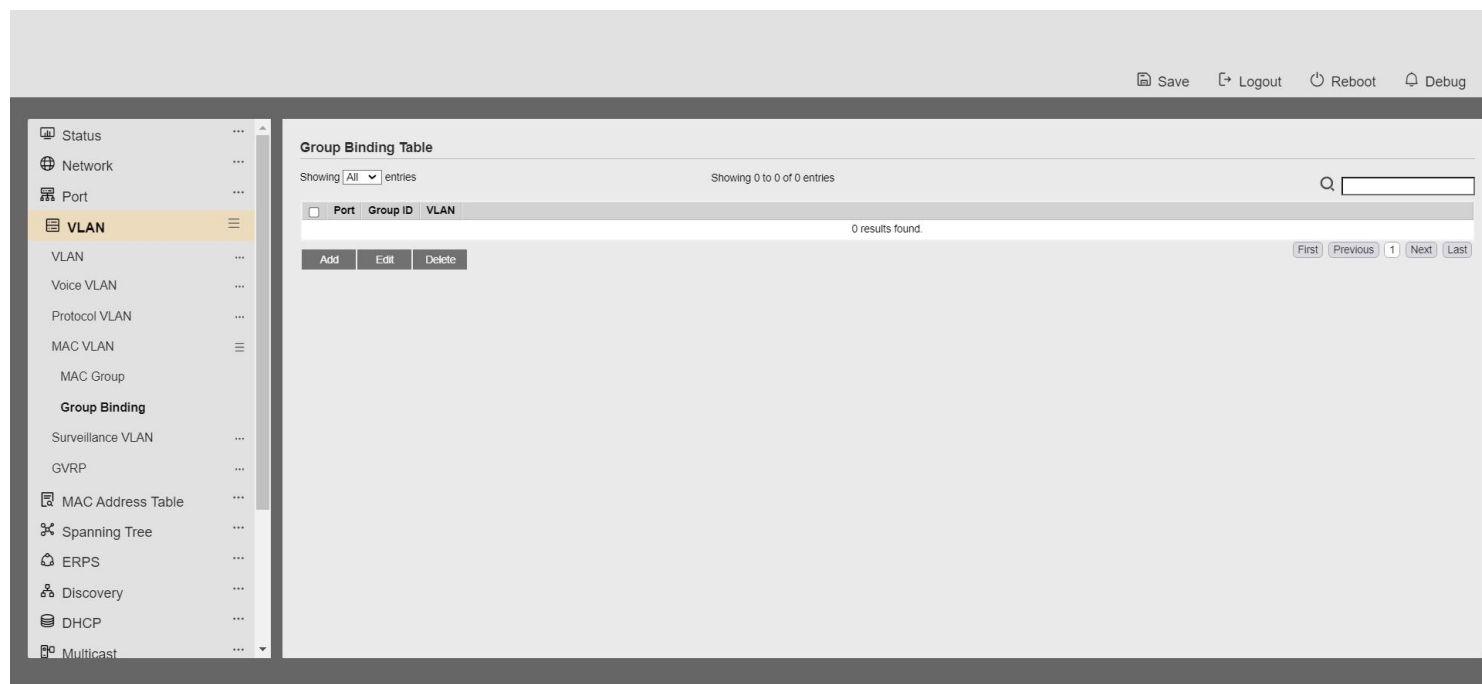 Save Logout Reboot Debug
Status
Network
Port
VLAN
VLAN
Voice VLAN
Protocol VLAN
MAC VLAN
MAC Group
Group Binding
Surveillance VLAN
GVRP
MAC Address Table
Spanning Tree
ERPS
Discovery
DHCP
Multicast
Group Binding Table
Showing All entries Showing 0 to 0 of 0 entries
Port Group ID VLAN
0 results found.
Add Edit Delete First Previous 1 Next Last